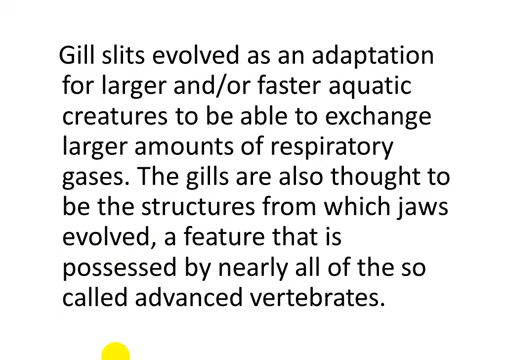 Gill slits evolved as an adaptation
for larger and/or faster aquatic
creatures to be able to exchange
larger amounts of respiratory
gases. The gills are also thought to
be the structures from which jaws
evolved, a feature that is
possessed by nearly all of the so
called advanced vertebrates.